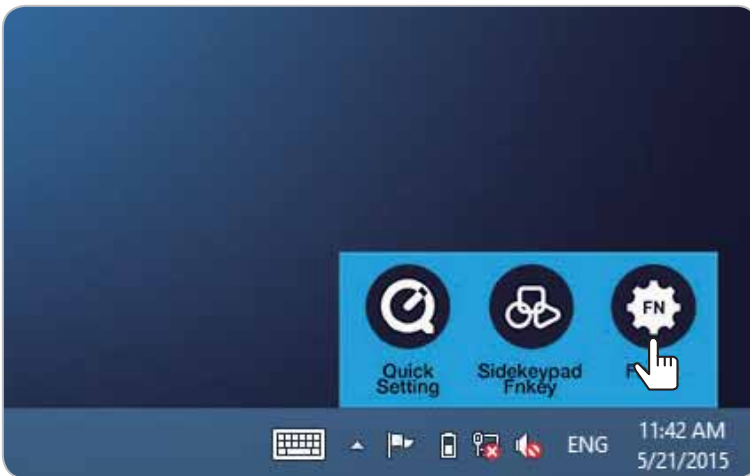 FN
Quick
Setting
Sidekeypad
Fnkey
ENG
11:42 AM
5/21/2015